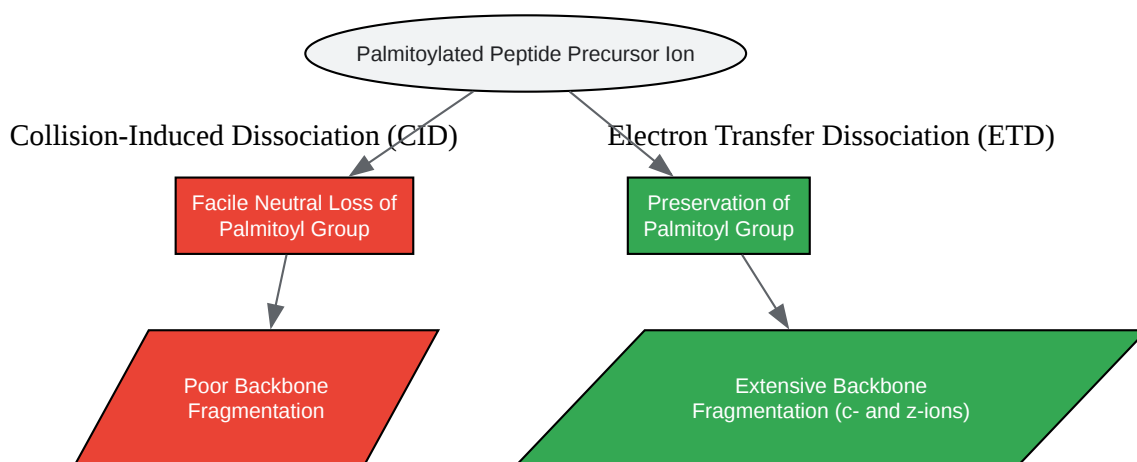 Palmitoylated Peptide Precursor Ion
Collision-Induced Dissociation (CID)
Electron Transfer Dissociation (ETD)
Facile Neutral Loss of
Palmitoyl Group
Preservation of
Palmitoyl Group
Poor Backbone
Fragmentation
Extensive Backbone
Fragmentation (c- and z-ions)